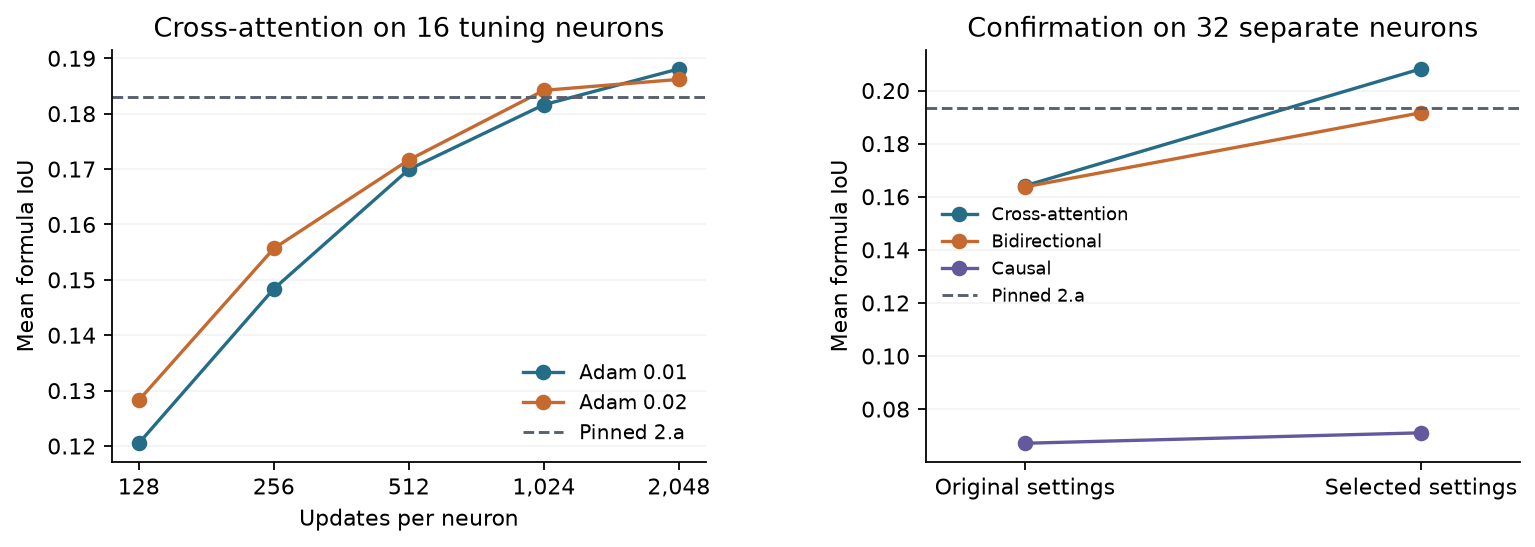 Cross-attention on 16 tuning neurons
Mean formula IoU
0.19
0.18
0.17
0.16
0.15
0.14
0.13
0.12
Adam 0.01
Adam 0.02
Pinned 2.a
128 256 512 1,024 2,048
Updates per neuron
Confirmation on 32 separate neurons
Mean formula IoU
0.20
0.18
0.16
0.14
0.12
0.10
0.08
Cross-attention
Bidirectional
Causal
Pinned 2.a
Original settings Selected settings